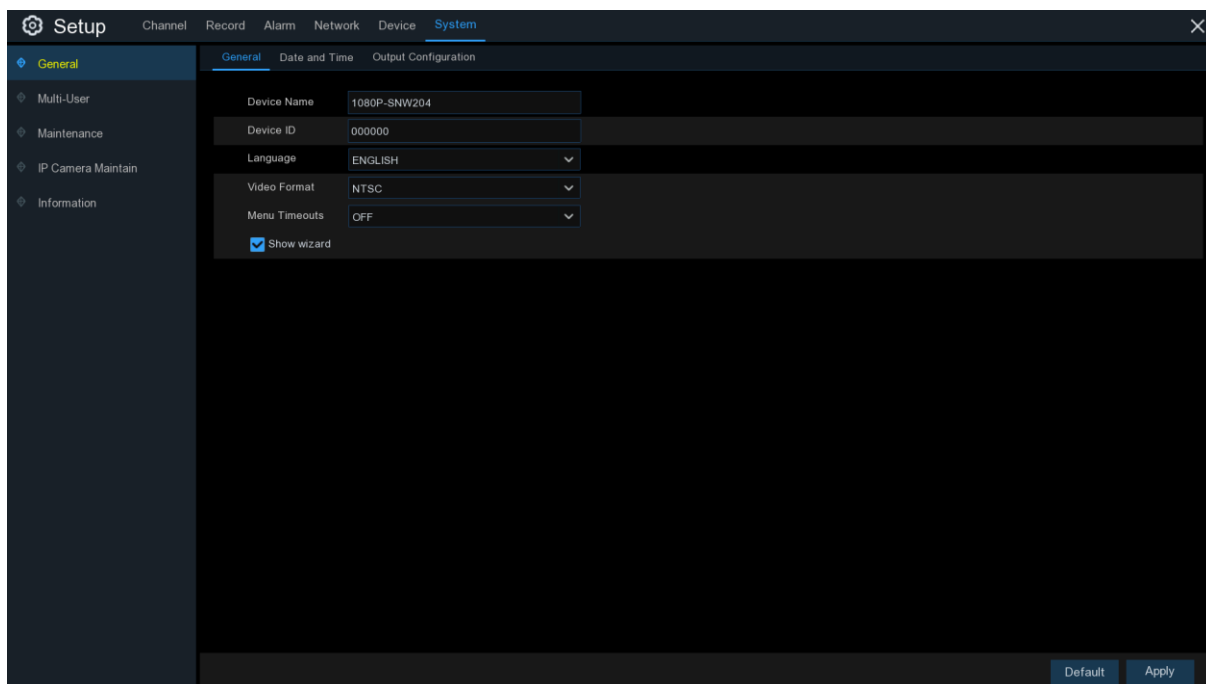 Setup Channel Record Alarm Network Device System
General
Multi-User
Maintenance
IP Camera Maintain
Information
General Date and Time Output Configuration
Device Name 1080P-SNW204
Device ID 000000
Language ENGLISH
Video Format NTSC
Menu Timeouts OFF
Show wizard
Default Apply